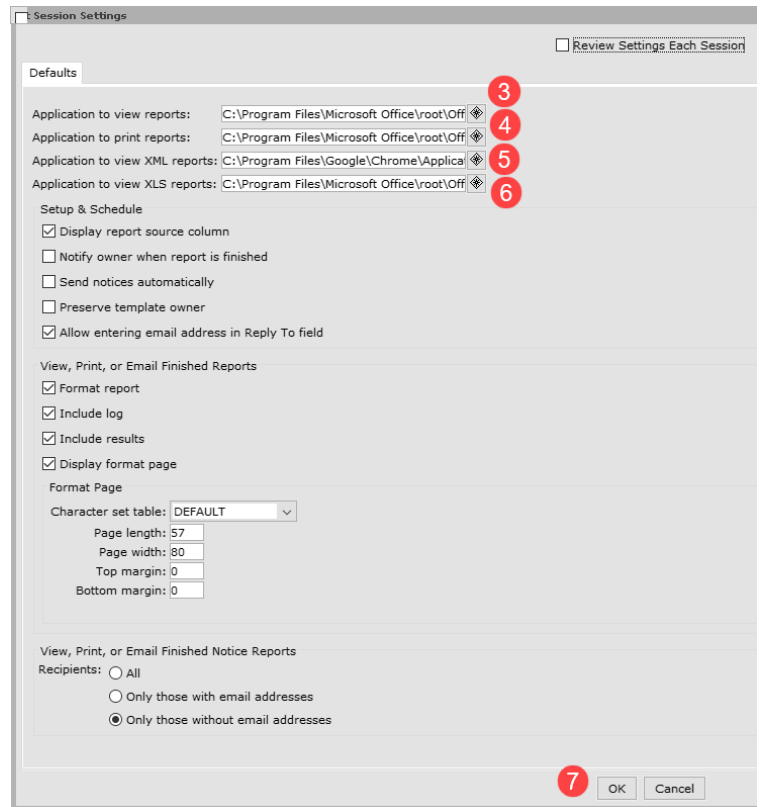 t Session Settings
Review Settings Each Session
Defaults
3
Application to view reports: C:\Program Files\Microsoft Office\root\Off
4
Application to print reports: C:\Program Files\Microsoft Office\root\Off
Application to view XML reports: C:\Program Files\Google\Chrome\Applicat
5
Application to view XLS reports: C:\Program Files\Microsoft Office\root\Off
6
Setup & Schedule
Display report source column
Notify owner when report is finished
Send notices automatically
Preserve template owner
Allow entering email address in Reply To field
View, Print, or Email Finished Reports
Format report
Include log
Include results
Display format page
Format Page
Character set table: DEFAULT
Page length: 57
Page width: 80
Top margin: 0
Bottom margin: 0
View, Print, or Email Finished Notice Reports
Recipients: All
Only those with email addresses
Only those without email addresses
7
OK Cancel